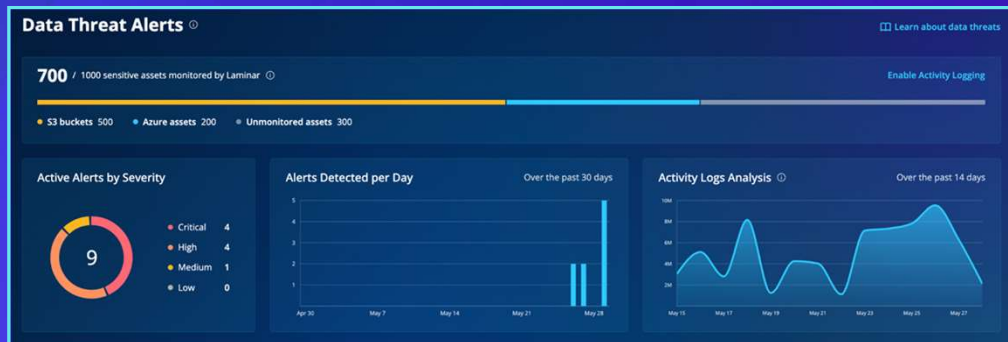 Data Threat Alerts
Learn about data threats
700 / 1000 sensitive assets monitored by Laminar
Enable Activity Logging
S3 buckets 500 Azure assets 200 Unmonitored assets 300
Active Alerts by Severity
9
Critical 4
High 4
Medium 1
Low 0
Alerts Detected per Day Over the past 30 days
5
4
3
2
1
Apr 30 May 7 May 14 May 21 May 28
Activity Logs Analysis Over the past 14 days
10M
8M
6M
4M
2M
May 15 May 17 May 19 May 21 May 23 May 25 May 27